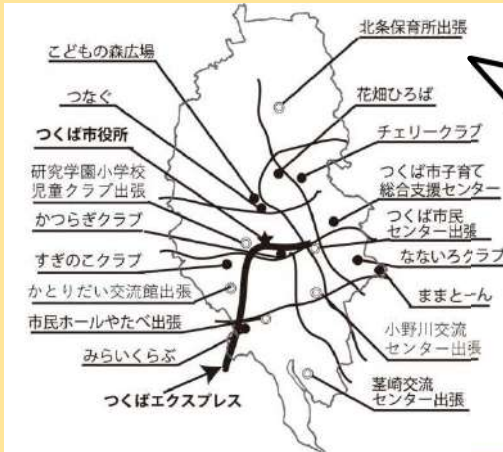 北条保育所出張
こどもの森広場
つなぐ
つくば市役所
研究学園小学校
児童クラブ出張
かつらぎクラブ
すぎのこクラブ
かとりだい交流館出張
市民ホールやたべ出張
みらいくらぶ
つくばエクスプレス
花畑ひろば
チェリークラブ
つくば市子育て
総合支援センター
つくば市民
センター出張
なないろクラブ
ままとーん
小野川交流
センター出張
茎崎交流
センター出張